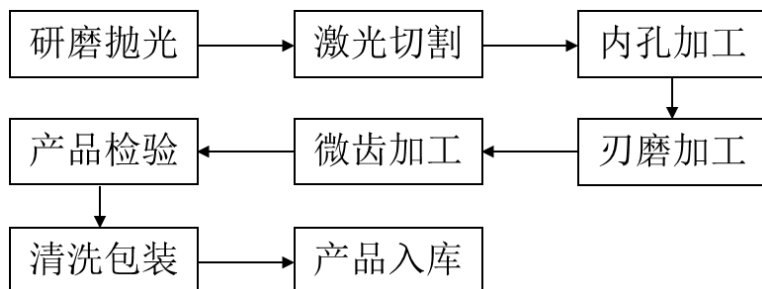 研磨抛光
激光切割
内孔加工
刃磨加工
微齿加工
产品检验
清洗包装
产品入库